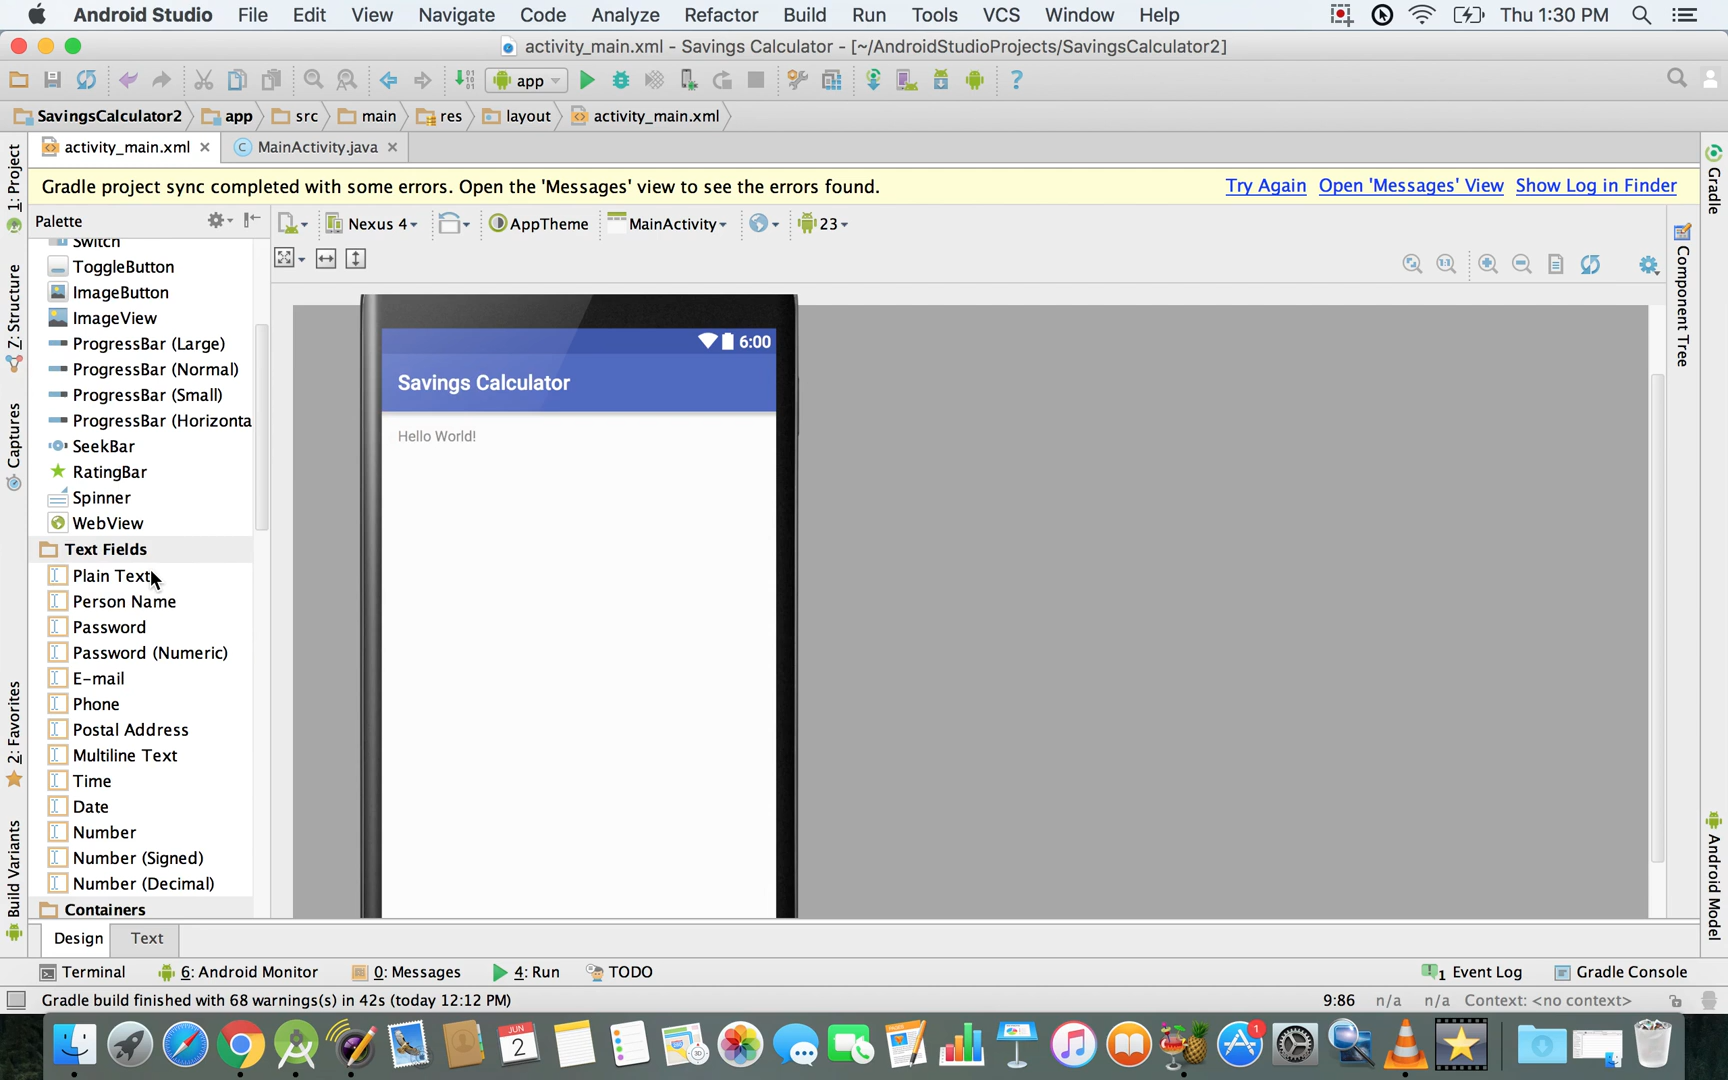 Android Studio File Edit View Navigate Code Analyze Refactor Build Run Tools VCS Window Help Thu 1:30 PM
activity_main.xml - Savings Calculator - [~/AndroidStudioProjects/SavingsCalculator2]
app
SavingsCalculator2 app src main res layout activity_main.xml
activity_main.xml MainActivity.java
Gradle project sync completed with some errors. Open the 'Messages' view to see the errors found. Try Again Open 'Messages' View Show Log in Finder
Palette Nexus 4 AppTheme MainActivity 23
Switch
ToggleButton
ImageButton
ImageView
ProgressBar (Large)
ProgressBar (Normal)
ProgressBar (Small)
ProgressBar (Horizonta
SeekBar
RatingBar
Spinner
WebView
Text Fields
Plain Text
Person Name
Password
Password (Numeric)
E-mail
Phone
Postal Address
Multiline Text
Time
Date
Number
Number (Signed)
Number (Decimal)
Containers
6:00
Savings Calculator
Hello World!
1: Project
Z: Structure
Captures
2: Favorites
Build Variants
Gradle
Component Tree
Android Model
Design Text
Terminal 6: Android Monitor 0: Messages 4: Run TODO 1 Event Log Gradle Console
Gradle build finished with 68 warnings(s) in 42s (today 12:12 PM) 9:86 n/a n/a Context: <no context>
JUN
2
1